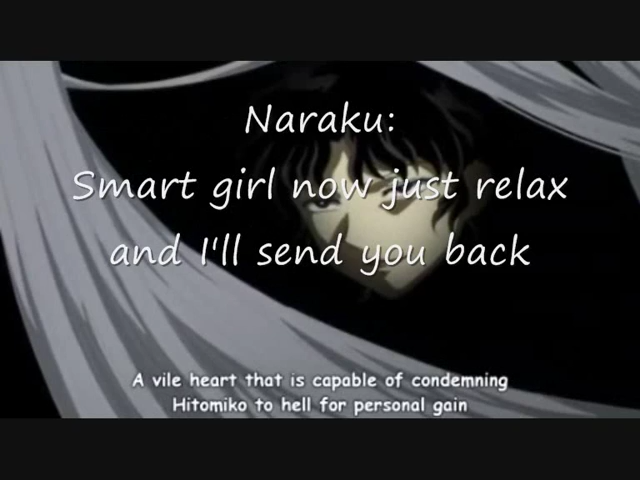 Naraku:
Smart girl now just relax
and I'll send you back
A vile heart that is capable of condemning
Hitomiko to hell for personal gain